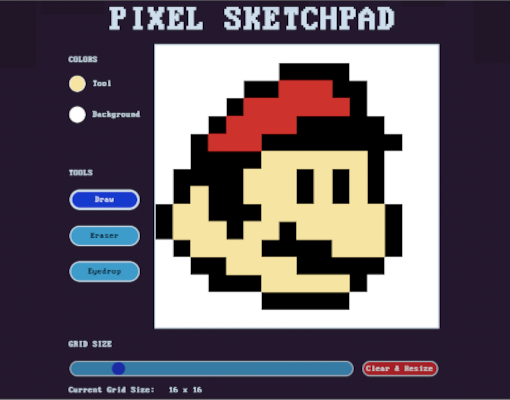 PIXEL SKETCHPAD
COLORS
Tool
Background
TOOLS
Draw
Eraser
Eyedrop
GRID SIZE
Clear & Resize
Current Grid Size: 16 x 16